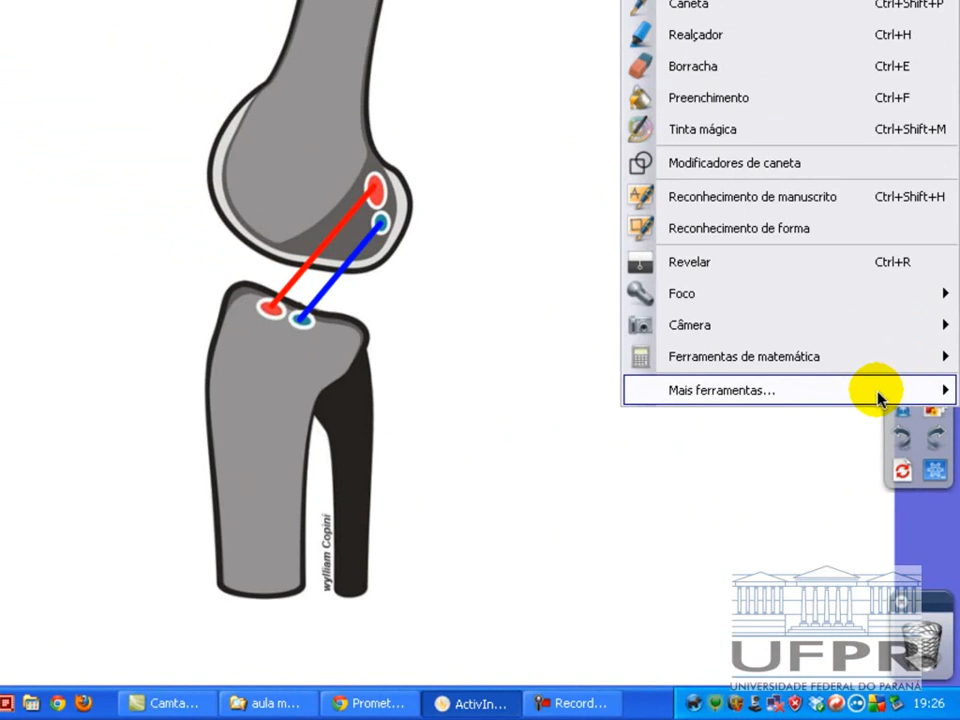 Caneta Ctrl+Shift+P
Realçador Ctrl+H
Borracha Ctrl+E
Preenchimento Ctrl+F
Tinta mágica Ctrl+Shift+M
Modificadores de caneta
Reconhecimento de manuscrito Ctrl+Shift+H
Reconhecimento de forma
Revelar Ctrl+R
Foco
Câmera
Ferramentas de matemática
Mais ferramentas...
wylliam Copini
UFPR
UNIVERSIDADE FEDERAL DO PARANÁ
Camta... aula m... Promet... ActivIn... Record... 19:26